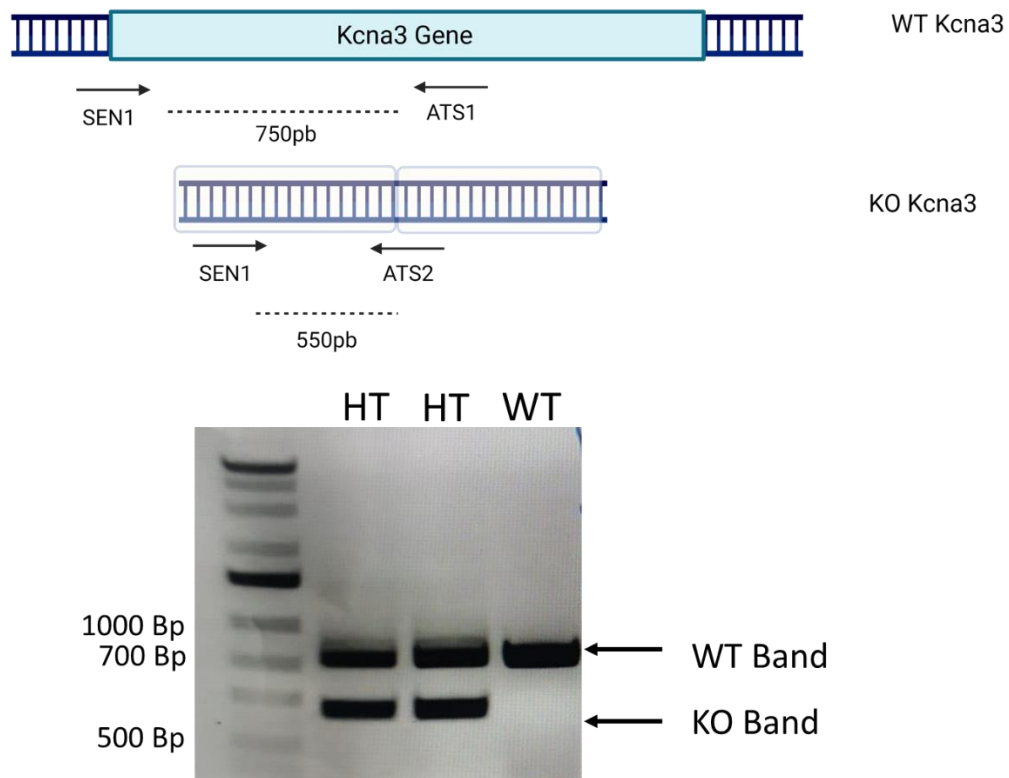 Kcna3 Gene
WT Kcna3
SEN1
ATS1
750pb
KO Kcna3
SEN1
ATS2
550pb
HT HT WT
1000 Bp
700 Bp
WT Band
KO Band
500 Bp